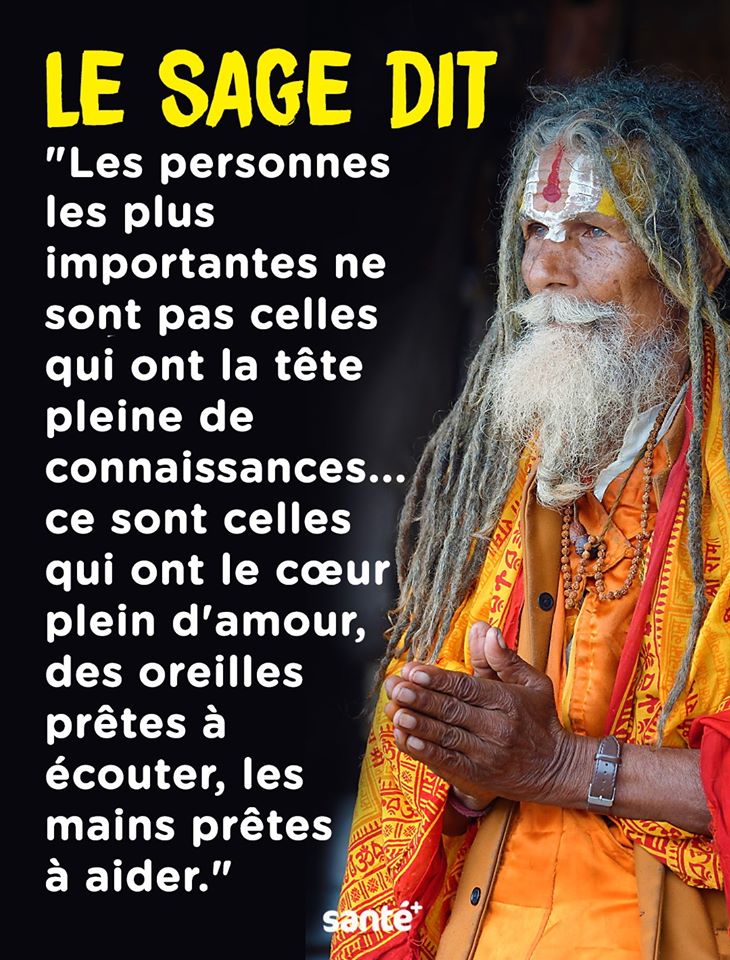 LE SAGE DIT
"Les personnes
les plus
importantes ne
sont pas celles
qui ont la tête
pleine de
connaissances...
ce sont celles
qui ont le cœur
plein d'amour,
des oreilles
prêtes à
écouter, les
mains prêtes
à aider."
santé+